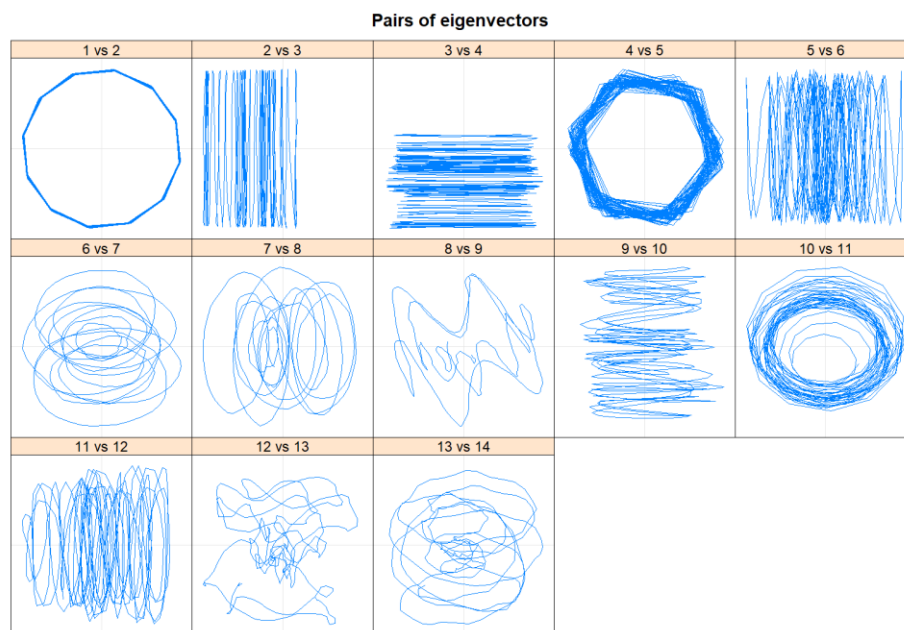 Pairs of eigenvectors
1 vs 2
2 vs 3
3 vs 4
4 vs 5
5 vs 6
6 vs 7
7 vs 8
8 vs 9
9 vs 10
10 vs 11
11 vs 12
12 vs 13
13 vs 14